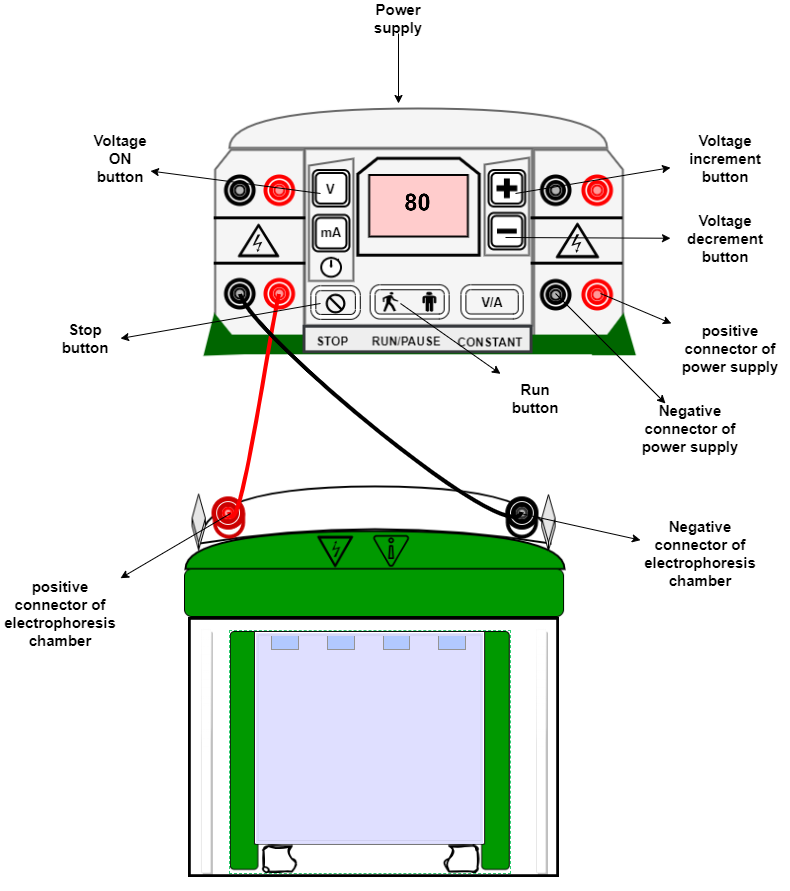 Power
supply
Voltage
ON
button
Voltage
increment
button
V
80
mA
Voltage
decrement
button
V/A
Stop
button
STOP
RUN/PAUSE
CONSTANT
positive
connector of
power supply
Run
button
Negative
connector of
power supply
Negative
connector of
electrophoresis
chamber
positive
connector of
electrophoresis
chamber